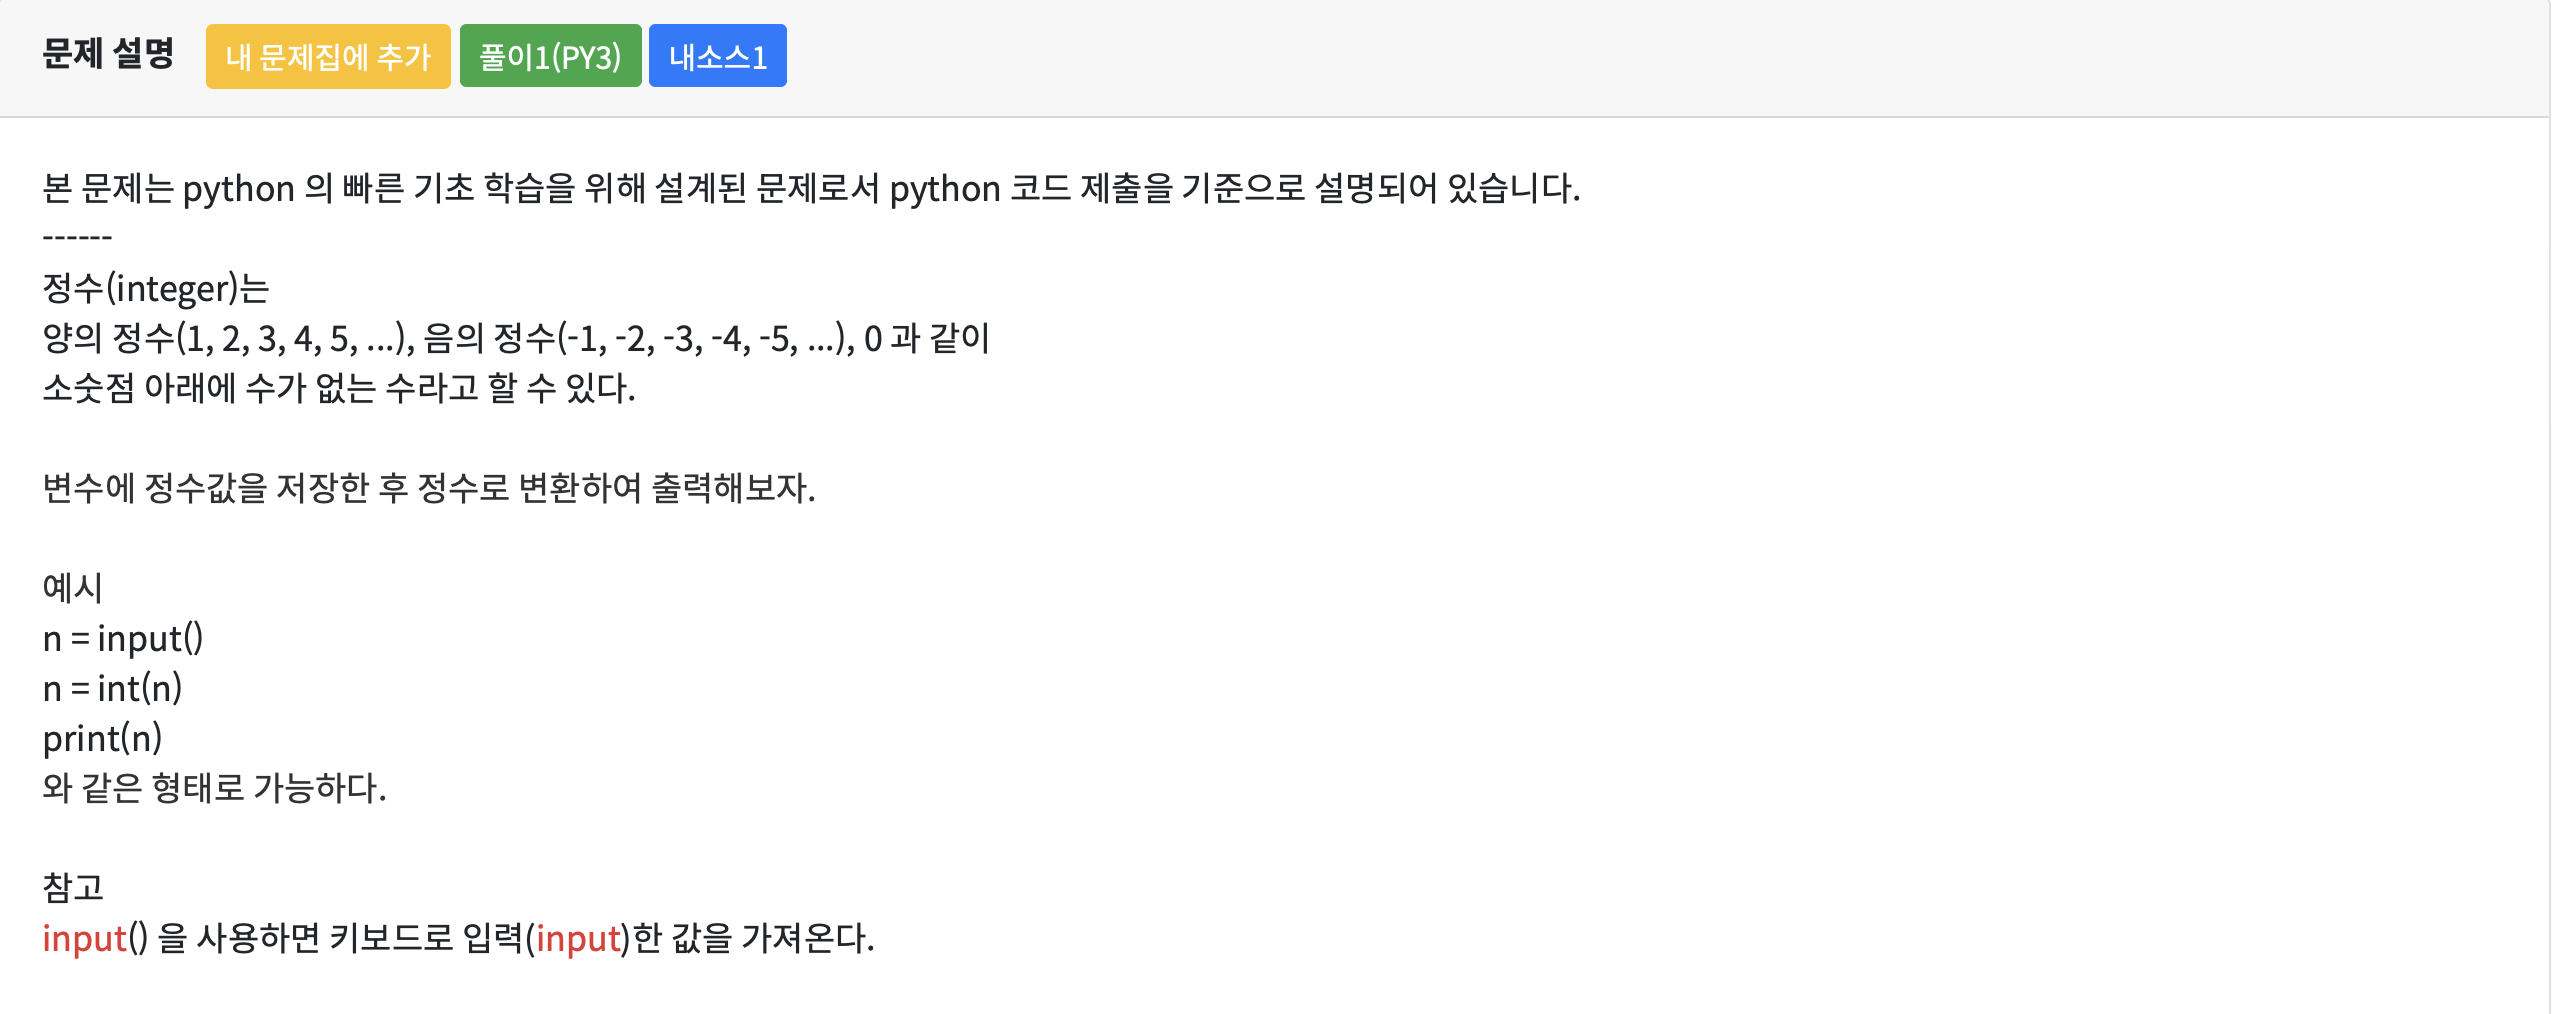 문제 설명 내 문제집에 추가 풀이1(PY3) 내소스1
본 문제는 python 의 빠른 기초 학습을 위해 설계된 문제로서 python 코드 제출을 기준으로 설명되어 있습니다.
------
정수(integer)는
양의 정수(1, 2, 3, 4, 5, ...), 음의 정수(-1, -2, -3, -4, -5, ...), 0 과 같이
소숫점 아래에 수가 없는 수라고 할 수 있다.
변수에 정수값을 저장한 후 정수로 변환하여 출력해보자.
예시
n = input()
n = int(n)
print(n)
와 같은 형태로 가능하다.
참고
input() 을 사용하면 키보드로 입력(input)한 값을 가져온다.